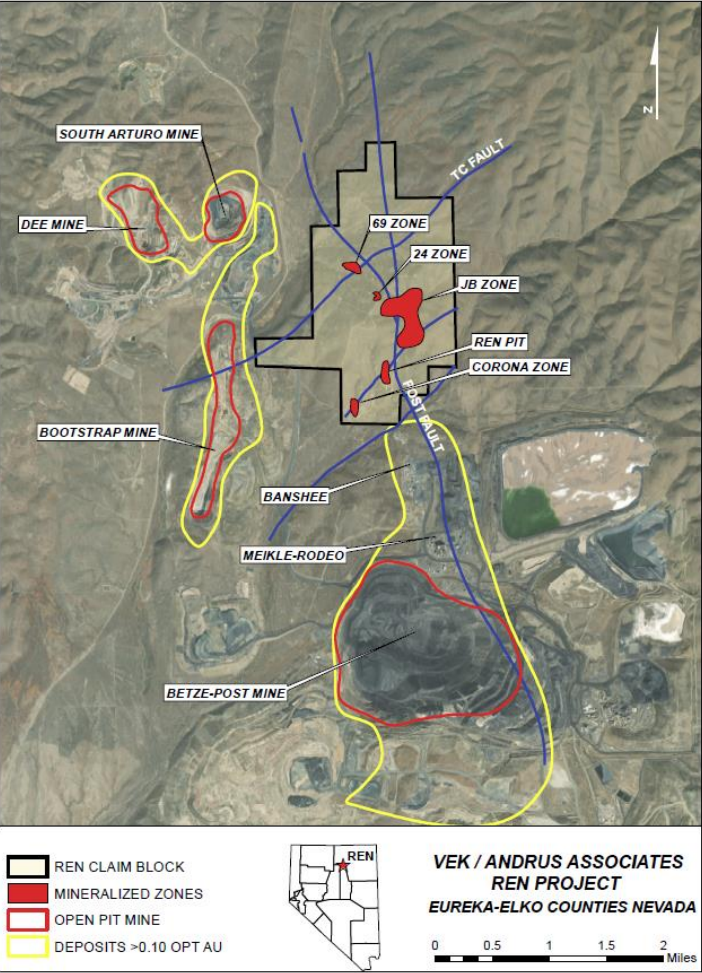 N
SOUTH ARTURO MINE
TC FAULT
DEE MINE
69 ZONE
24 ZONE
JB ZONE
REN PIT
CORONA ZONE
POST FAULT
BOOTSTRAP MINE
BANSHEE
MEIKLE-RODEO
BETZE-POST MINE
REN CLAIM BLOCK
MINERALIZED ZONES
OPEN PIT MINE
DEPOSITS >0.10 OPT AU
REN
VEK / ANDRUS ASSOCIATES
REN PROJECT
EUREKA-ELKO COUNTIES NEVADA
0 0.5 1 1.5 2
Miles